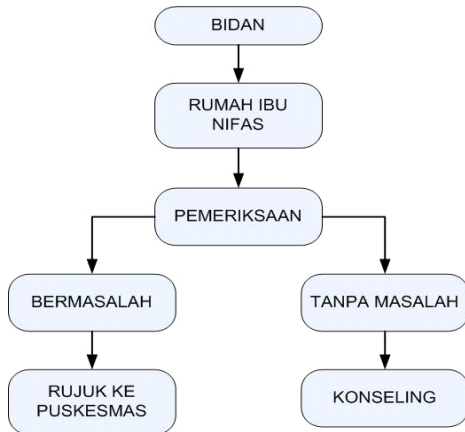 BIDAN
RUMAH IBU
NIFAS
PEMERIKSAAN
BERMASALAH
TANPA MASALAH
RUJUK KE
PUSKESMAS
KONSELING